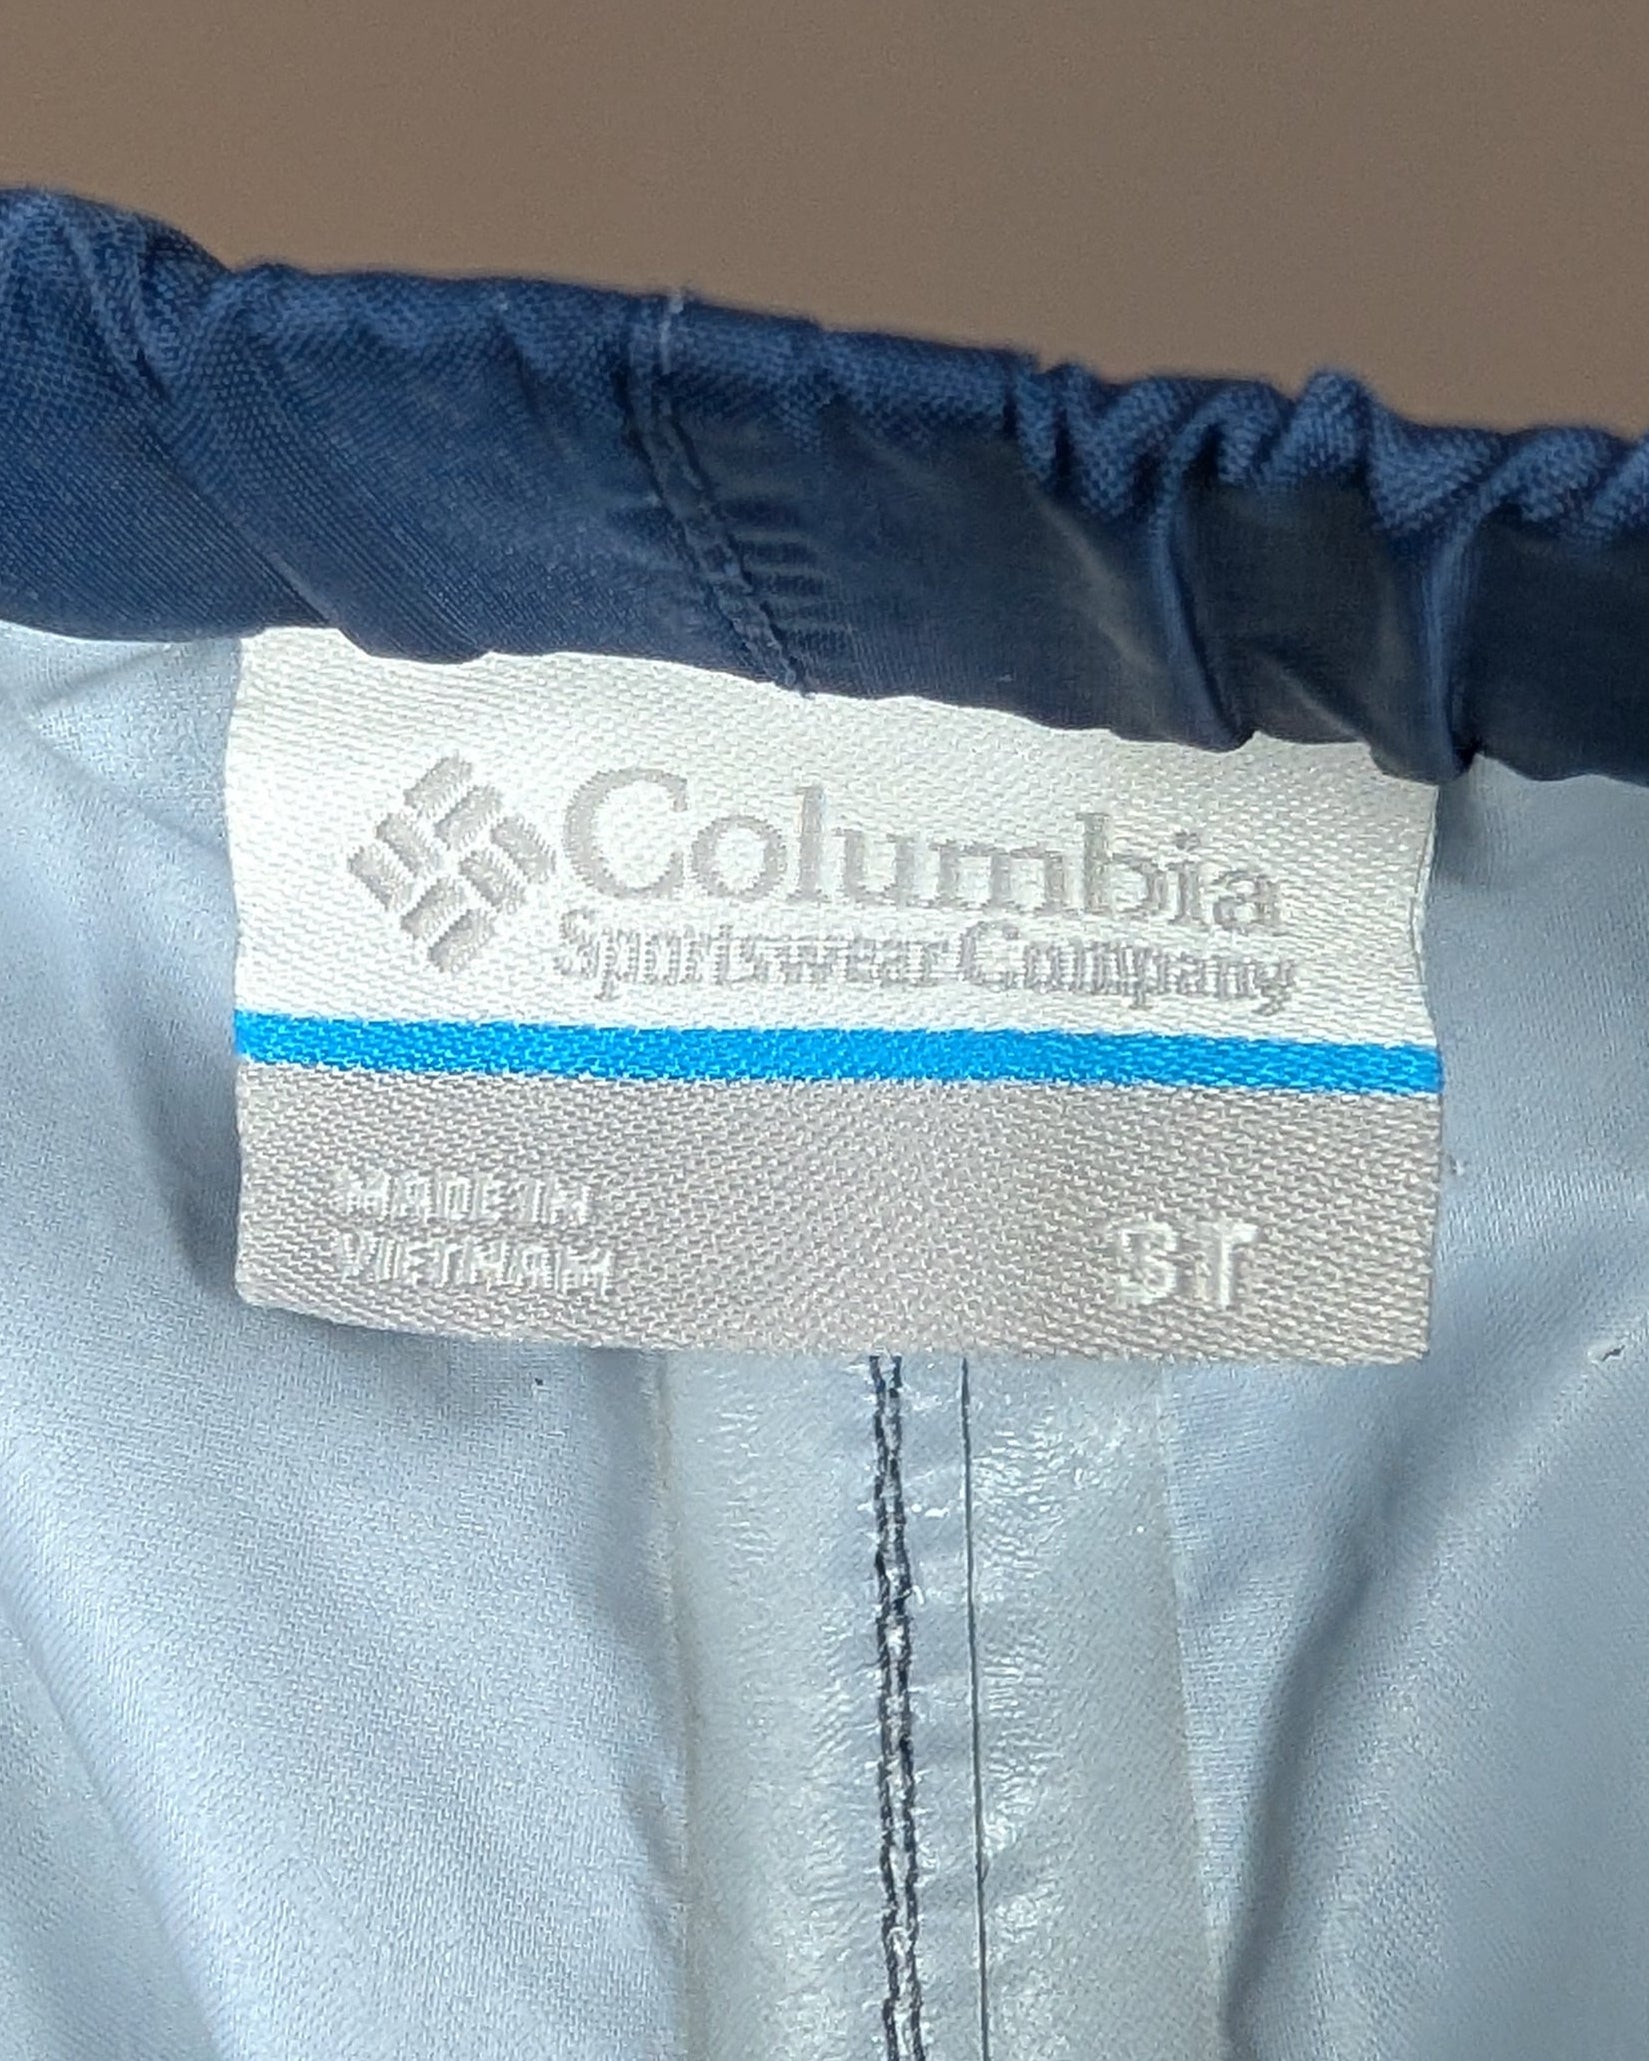 Columbia
Sportswear Company
MADE IN
VIETNAM
3T